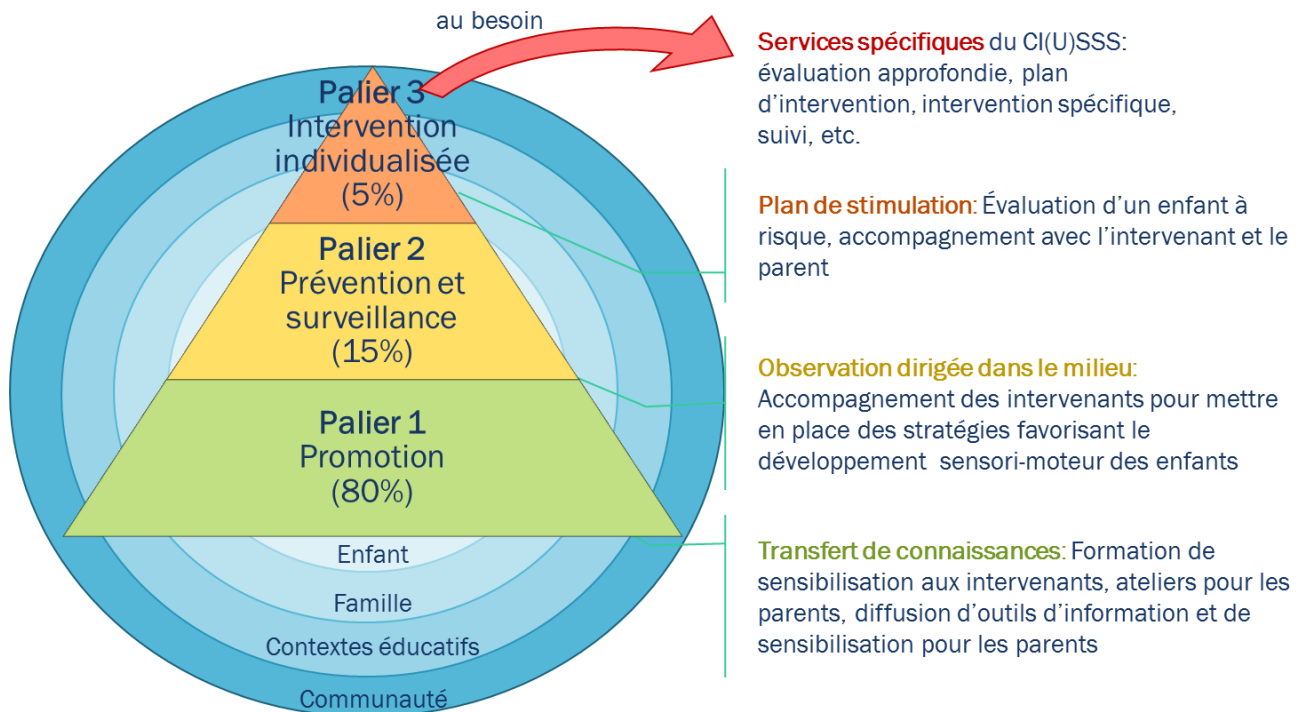 au besoin
Palier 3
Intervention
individualisée
(5%)
Palier 2
Prévention et
surveillance
(15%)
Palier 1
Promotion
(80%)
Enfant
Famille
Contextes éducatifs
Communauté
Services spécifiques du CI(U)SSS:
évaluation approfondie, plan
d'intervention, intervention spécifique,
suivi, etc.
Plan de stimulation: Évaluation d'un enfant à
risque, accompagnement avec l'intervenant et le
parent
Observation dirigée dans le milieu:
Accompagnement des intervenants pour mettre
en place des stratégies favorisant le
développement  sensori-moteur des enfants
Transfert de connaissances: Formation de
sensibilisation aux intervenants, ateliers pour les
parents, diffusion d'outils d'information et de
sensibilisation pour les parents